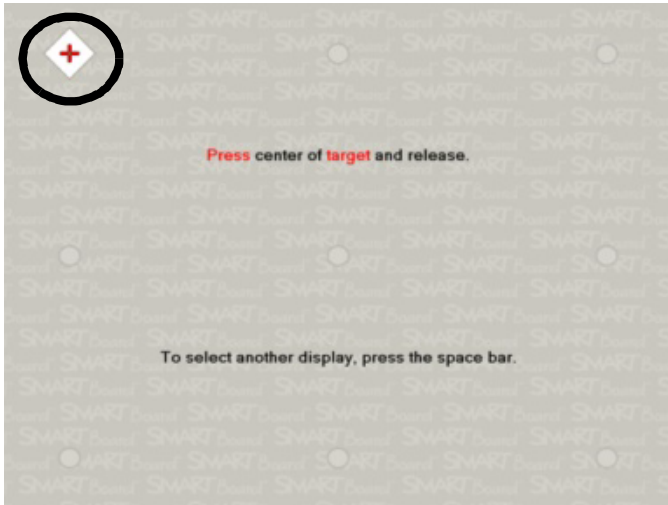 Press center of target and release.
To select another display, press the space bar.